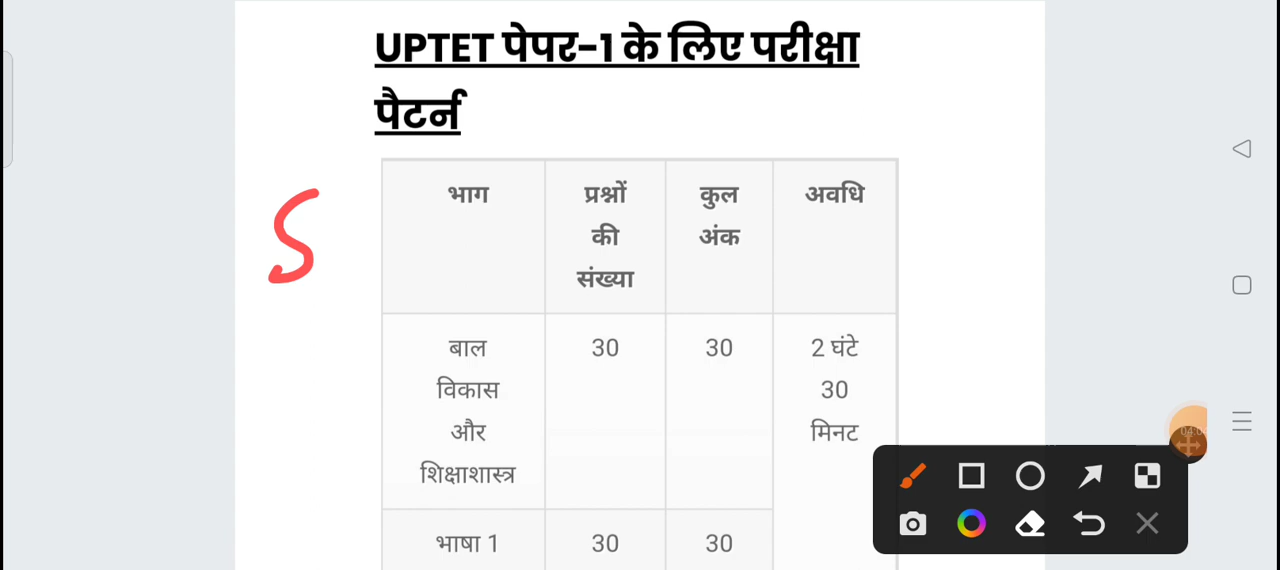 UPTET पेपर-1 के लिए परीक्षा
पैटर्न
भाग
प्रश्नों
की
संख्या
कुल
अंक
अवधि
S
बाल
विकास
और
शिक्षाशास्त्र
30
30
2 घंटे
30
मिनट
भाषा 1
30
30